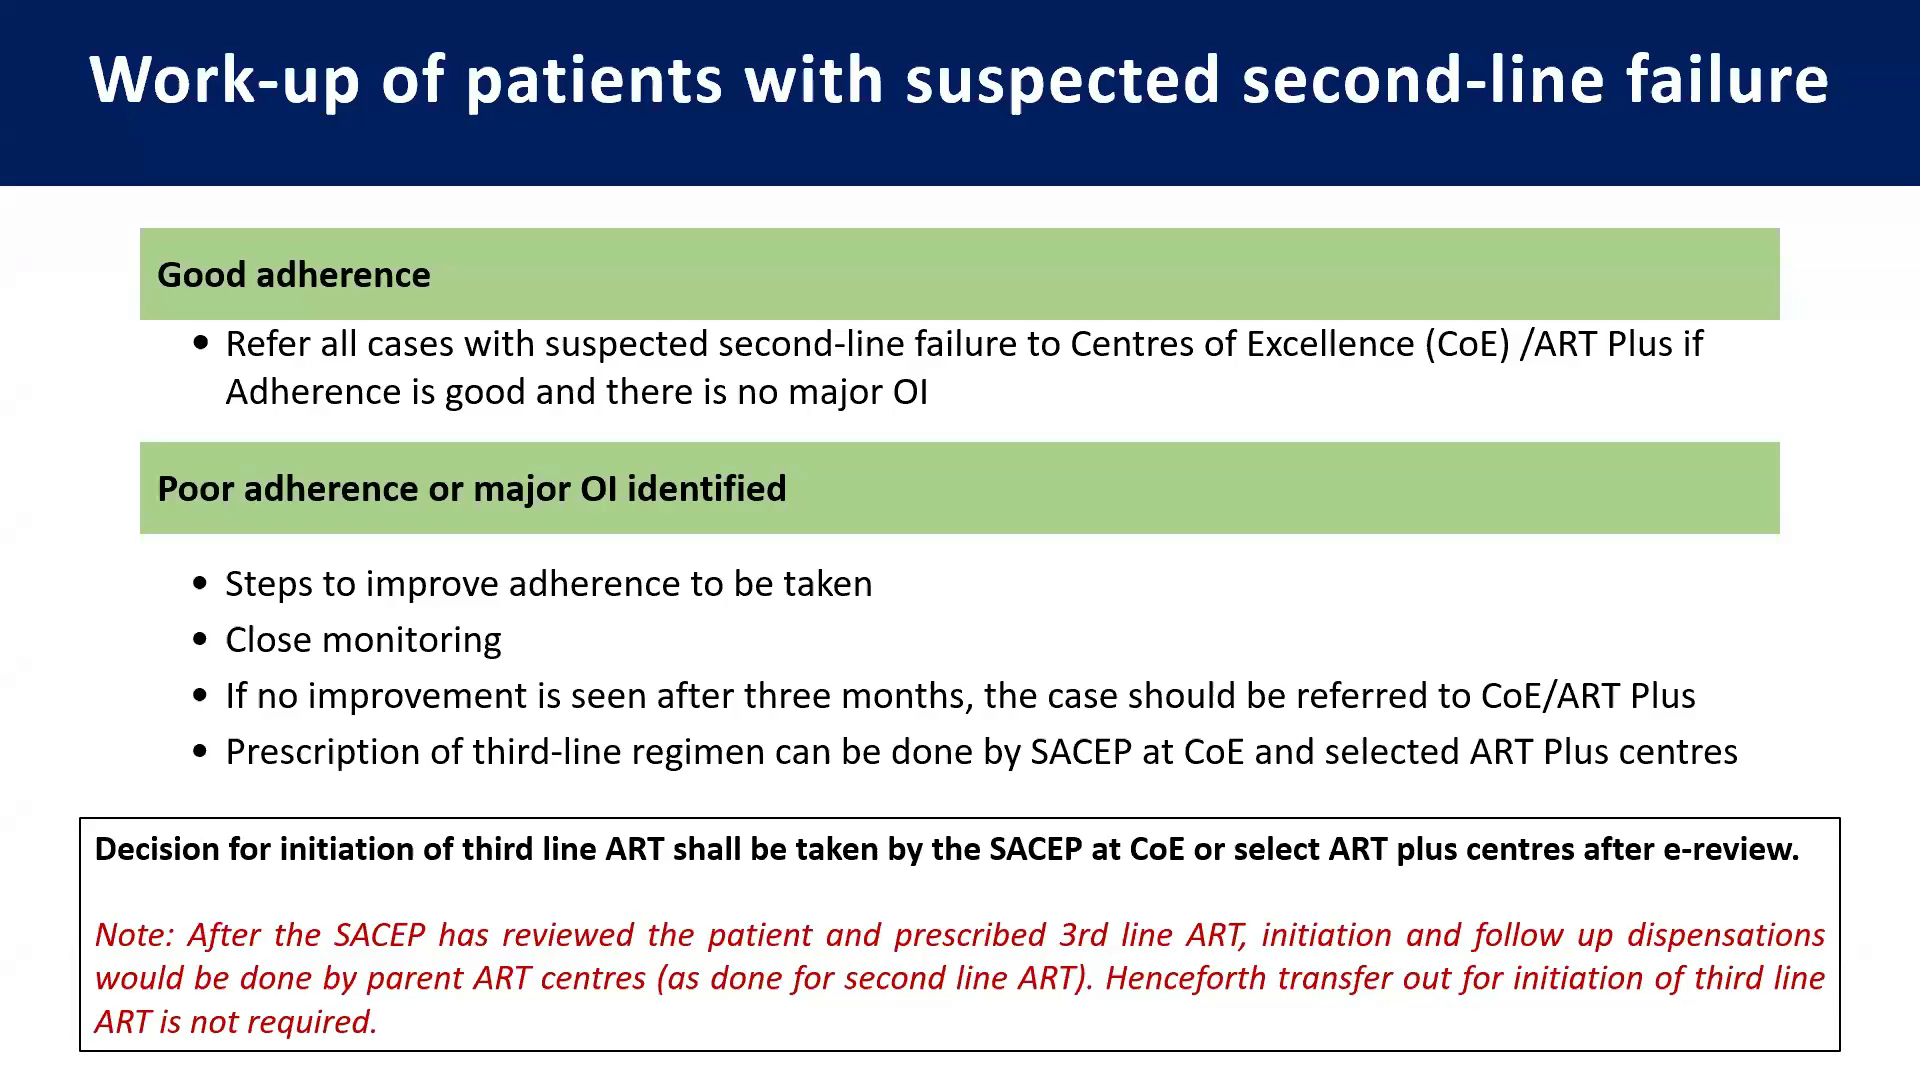 Work-up of patients with suspected second-line failure
Good adherence
• Refer all cases with suspected second-line failure to Centres of Excellence (CoE) /ART Plus if
Adherence is good and there is no major OI
Poor adherence or major OI identified
• Steps to improve adherence to be taken
• Close monitoring
• If no improvement is seen after three months, the case should be referred to CoE/ART Plus
• Prescription of third-line regimen can be done by SACEP at CoE and selected ART Plus centres
Decision for initiation of third line ART shall be taken by the SACEP at CoE or select ART plus centres after e-review.
Note: After the SACEP has reviewed the patient and prescribed 3rd line ART, initiation and follow up dispensations
would be done by parent ART centres (as done for second line ART). Henceforth transfer out for initiation of third line
ART is not required.